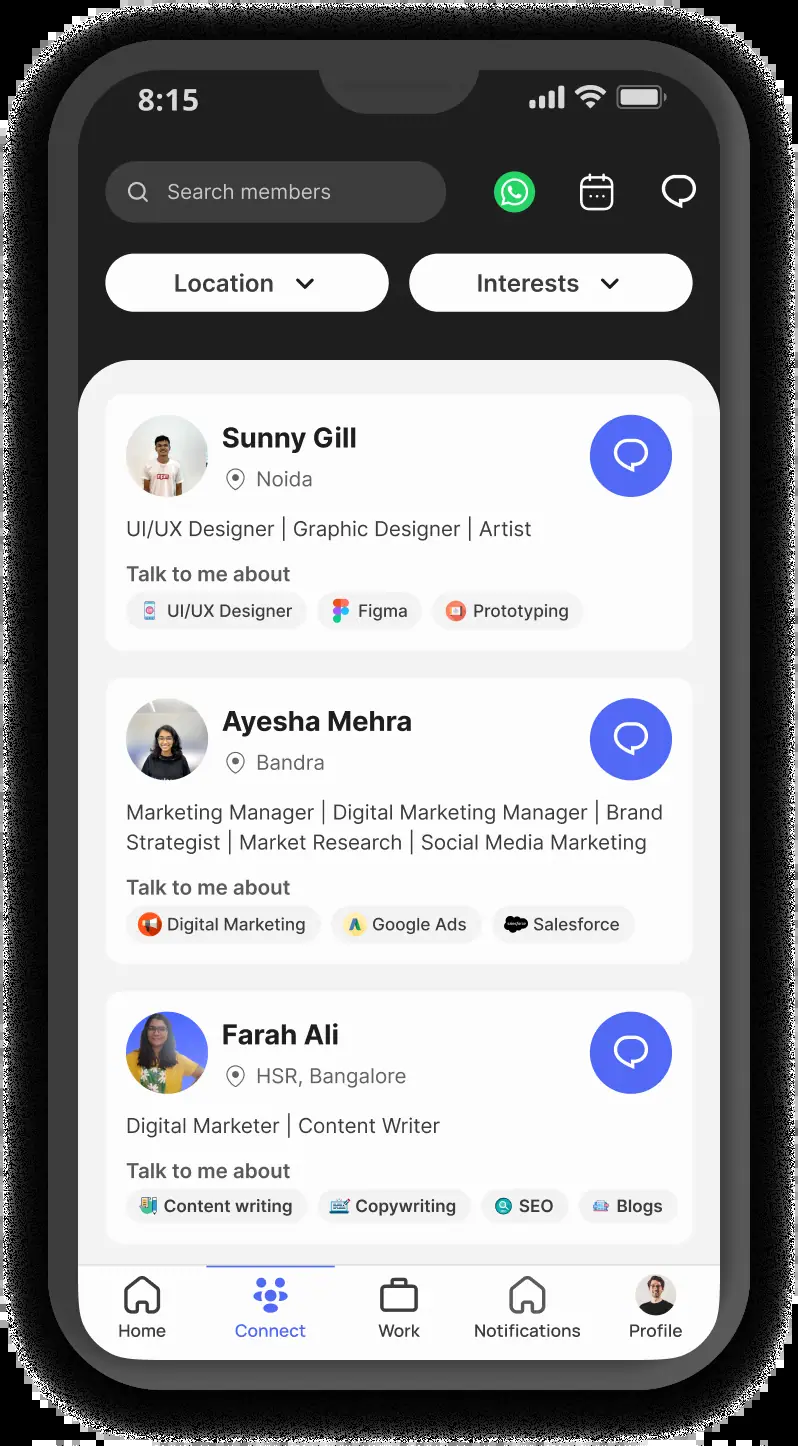 8:15
Search members
Location
Interests
Sunny Gill
Noida
UI/UX Designer | Graphic Designer | Artist
Talk to me about
UI/UX Designer
Figma
Prototyping
Ayesha Mehra
Bandra
Marketing Manager | Digital Marketing Manager | Brand
Strategist | Market Research | Social Media Marketing
Talk to me about
Digital Marketing
Google Ads
Salesforce
Farah Ali
HSR, Bangalore
Digital Marketer | Content Writer
Talk to me about
Content writing
Copywriting
SEO
Blogs
Home
Connect
Work
Notifications
Profile